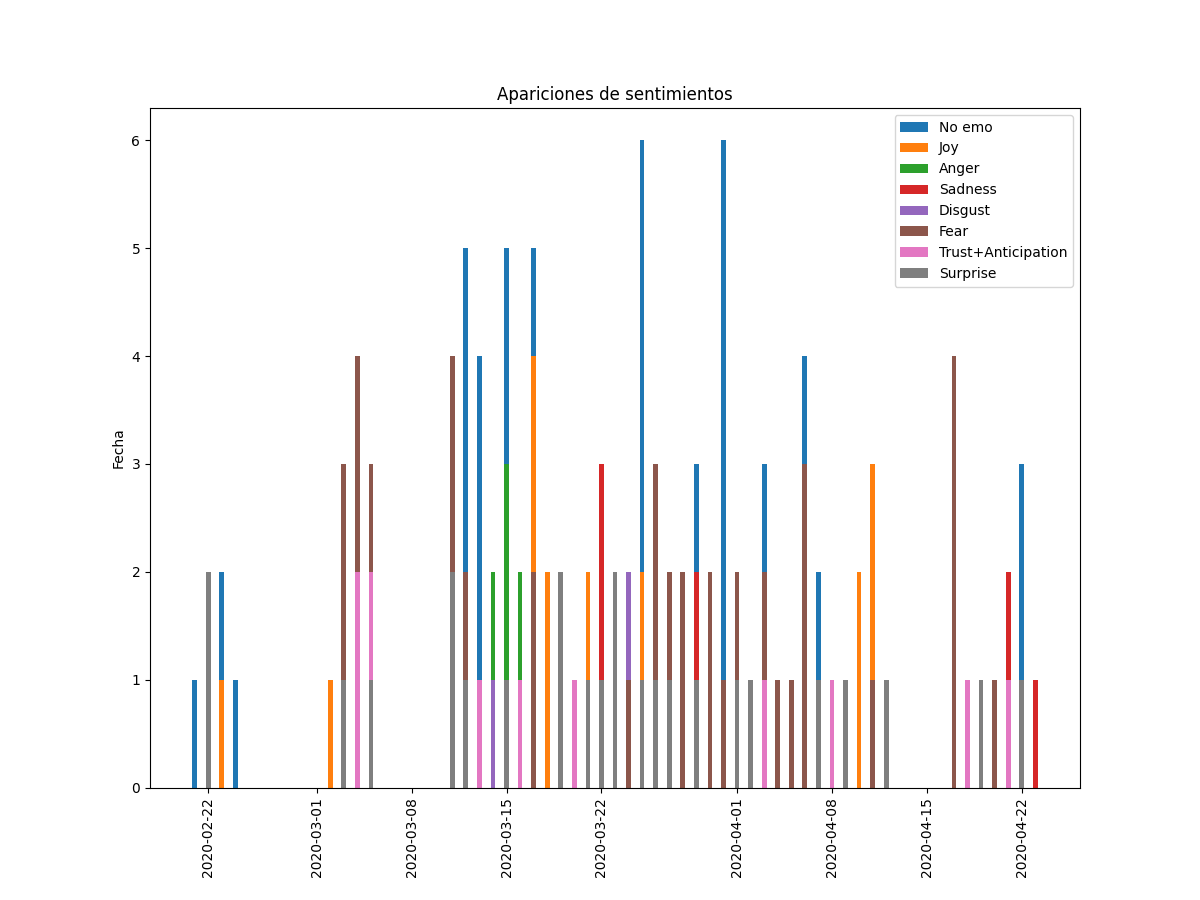 Apariciones de sentimientos
No emo
Joy
Anger
Sadness
Disgust
Fear
Trust+Anticipation
Surprise
Fecha
6
5
4
3
2
1
0
2020-02-22
2020-03-01
2020-03-08
2020-03-15
2020-03-22
2020-04-01
2020-04-08
2020-04-15
2020-04-22